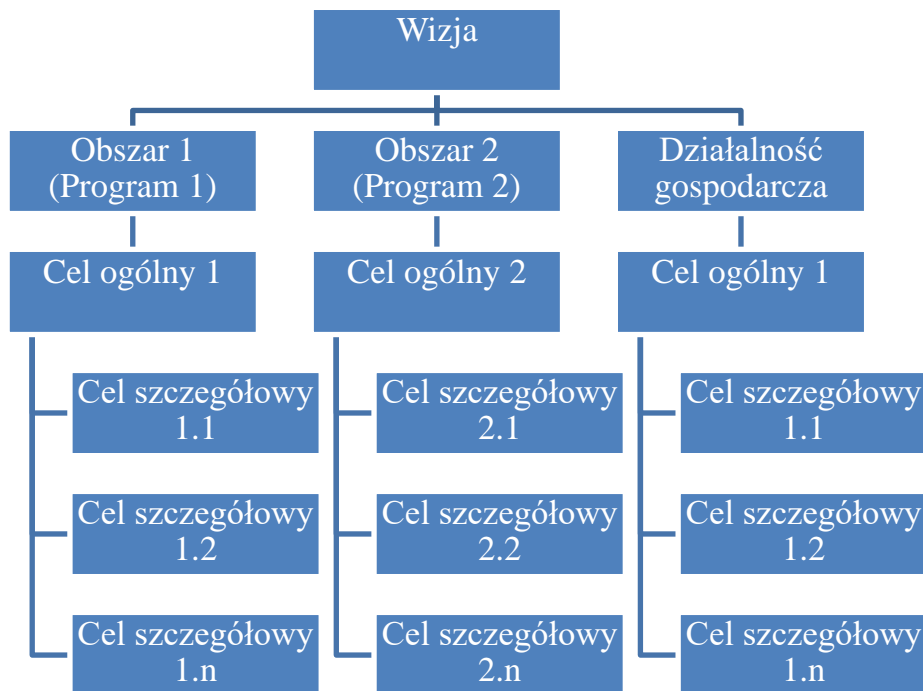 Wizja
Obszar 1
(Program 1)
Obszar 2
(Program 2)
Działalność
gospodarcza
Cel ogólny 1
Cel ogólny 2
Cel ogólny 1
Cel szczegółowy
1.1
Cel szczegółowy
2.1
Cel szczegółowy
1.1
Cel szczegółowy
1.2
Cel szczegółowy
2.2
Cel szczegółowy
1.2
Cel szczegółowy
1.n
Cel szczegółowy
2.n
Cel szczegółowy
1.n